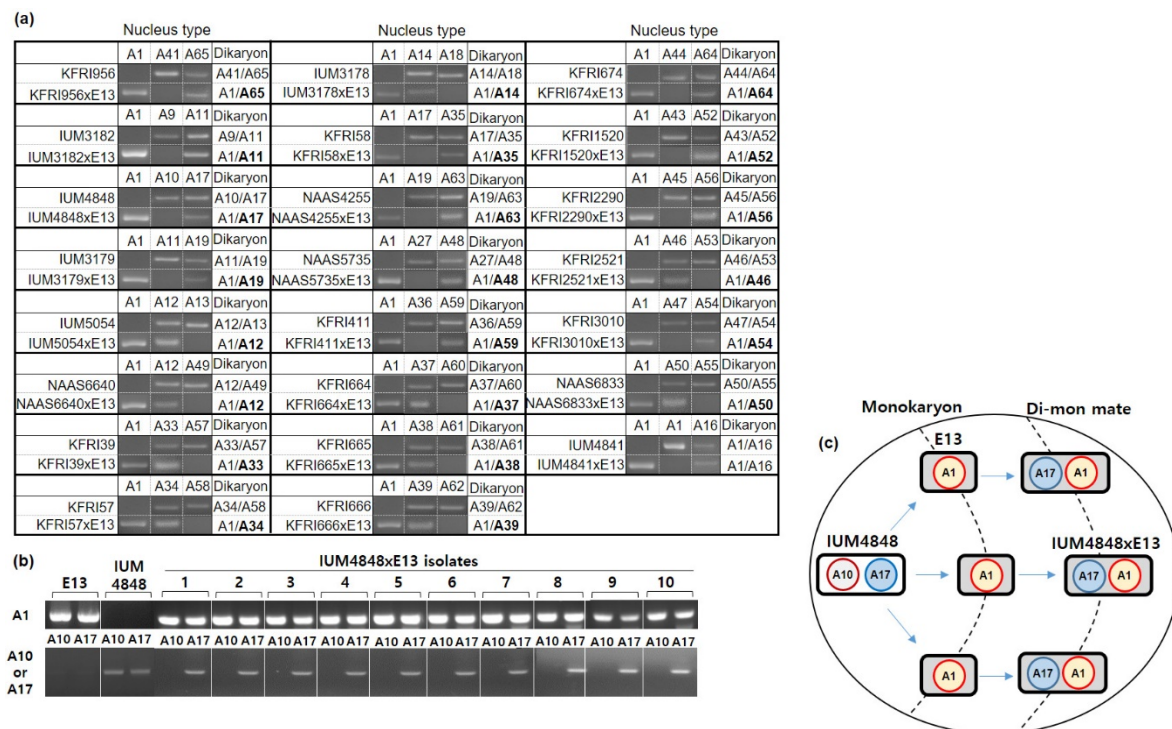 (a)
Nucleus type Nucleus type Nucleus type
A1 A41 A65 Dikaryon A1 A14 A18 Dikaryon A1 A44 A64 Dikaryon
KFRI956 A41/A65 IUM3178 A14/A18 KFRI674 A44/A64
KFRI956xE13 A1/A65 IUM3178xE13 A1/A14 KFRI674xE13 A1/A64
A1 A9 A11 Dikaryon A1 A17 A35 Dikaryon A1 A43 A52 Dikaryon
IUM3182 A9/A11 KFRI58 A17/A35 KFRI1520 A43/A52
IUM3182xE13 A1/A11 KFRI58xE13 A1/A35 KFRI1520xE13 A1/A52
A1 A10 A17 Dikaryon A1 A19 A63 Dikaryon A1 A45 A56 Dikaryon
IUM4848 A10/A17 NAAS4255 A19/A63 KFRI2290 A45/A56
IUM4848xE13 A1/A17 NAAS4255xE13 A1/A63 KFRI2290xE13 A1/A56
A1 A11 A19 Dikaryon A1 A27 A48 Dikaryon A1 A46 A53 Dikaryon
IUM3179 A11/A19 NAAS5735 A27/A48 KFRI2521 A46/A53
IUM3179xE13 A1/A19 NAAS5735xE13 A1/A48 KFRI2521xE13 A1/A46
A1 A12 A13 Dikaryon A1 A36 A59 Dikaryon A1 A47 A54 Dikaryon
IUM5054 A12/A13 KFRI411 A36/A59 KFRI3010 A47/A54
IUM5054xE13 A1/A12 KFRI411xE13 A1/A59 KFRI3010xE13 A1/A54
A1 A12 A49 Dikaryon A1 A37 A60 Dikaryon A1 A50 A55 Dikaryon
NAAS6640 A12/A49 KFRI664 A37/A60 NAAS6833 A50/A55
NAAS6640xE13 A1/A12 KFRI664xE13 A1/A37 NAAS6833xE13 A1/A50
A1 A33 A57 Dikaryon A1 A38 A61 Dikaryon A1 A1 A16 Dikaryon
KFRI39 A33/A57 KFRI665 A38/A61 IUM4841 A1/A16
KFRI39xE13 A1/A33 KFRI665xE13 A1/A38 IUM4841xE13 A1/A16
A1 A34 A58 Dikaryon A1 A39 A62 Dikaryon
KFRI57 A34/A58 KFRI666 A39/A62
KFRI57xE13 A1/A34 KFRI666xE13 A1/A39
(b)
E13 IUM 4848 IUM4848xE13 isolates
1 2 3 4 5 6 7 8 9 10
A1
A10 A17 A10 A17 A10 A17 A10 A17 A10 A17 A10 A17 A10 A17 A10 A17 A10 A17 A10 A17 A10 A17 A10 A17
A10
or
A17
(c)
Monokaryon Di-mon mate
E13
A1 A17 A1
IUM4848 IUM4848xE13
A10 A17 A1 A17 A1
A1 A17 A1